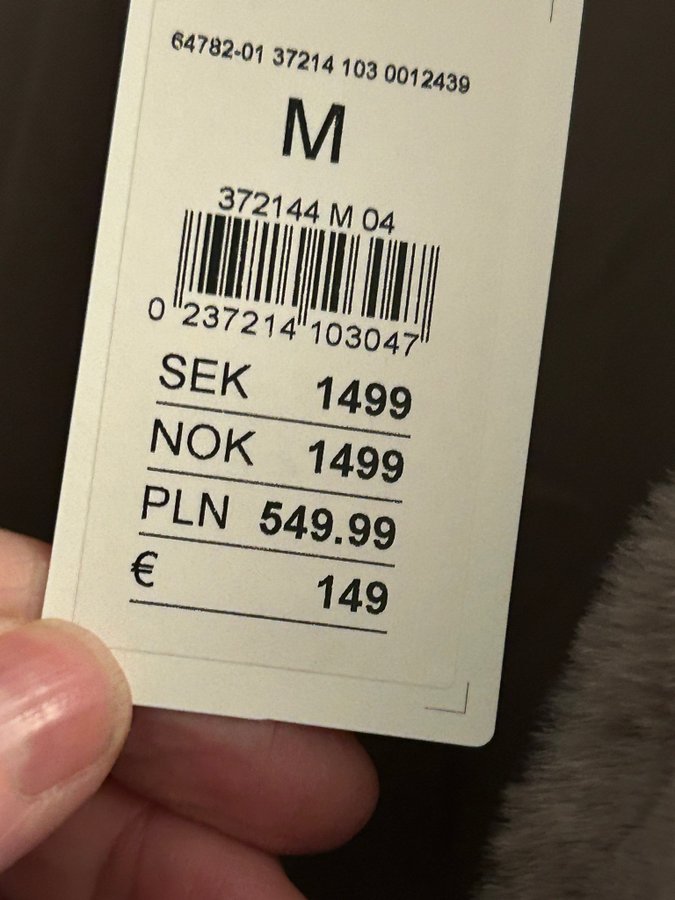 64782-01 37214 103 0012439
M
372144 M 04
0 237214 103047
SEK 1499
NOK 1499
PLN 549.99
€ 149